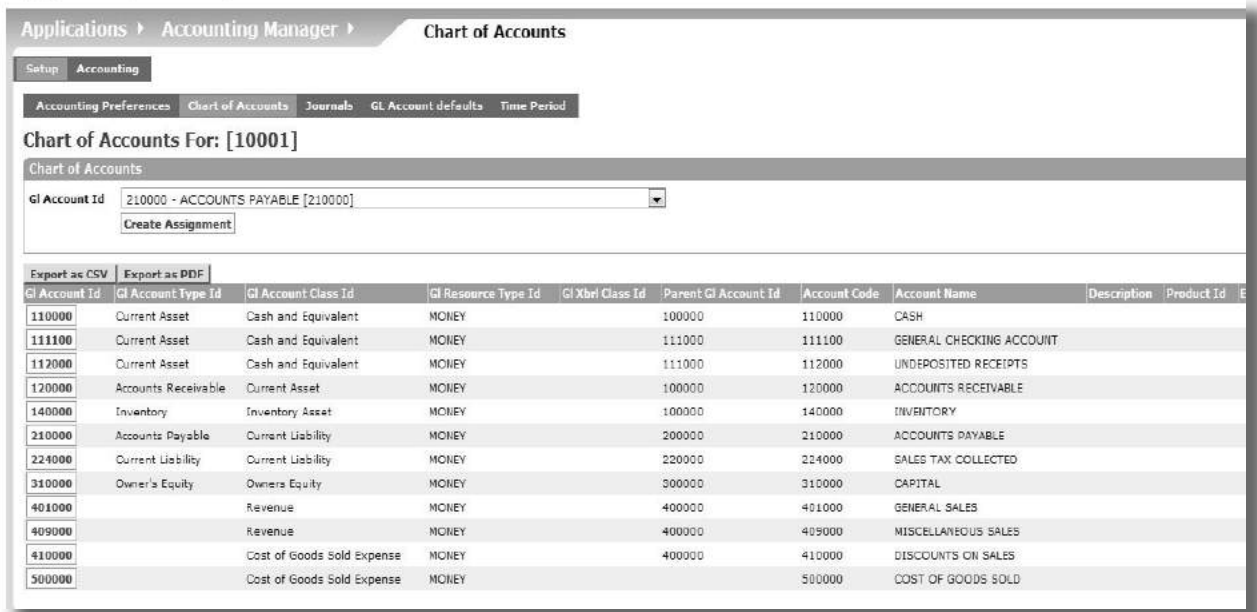 Applications Accounting Manager Chart of Accounts
Setup Accounting
Accounting Preferences Chart of Accounts Journals GL Account defaults Time Period
Chart of Accounts For: [10001]
Chart of Accounts
Gl Account Id 210000 - ACCOUNTS PAYABLE [210000]
Create Assignment
Export as CSV Export as PDF
Gl Account Id Gl Account Type Id Gl Account Class Id Gl Resource Type Id Gl Xbrl Class Id Parent Gl Account Id Account Code Account Name Description Product Id E
110000 Current Asset Cash and Equivalent MONEY 100000 110000 CASH
111100 Current Asset Cash and Equivalent MONEY 111000 111100 GENERAL CHECKING ACCOUNT
112000 Current Asset Cash and Equivalent MONEY 111000 112000 UNDEPOSITED RECEIPTS
120000 Accounts Receivable Current Asset MONEY 100000 120000 ACCOUNTS RECEIVABLE
140000 Inventory Inventory Asset MONEY 100000 140000 INVENTORY
210000 Accounts Payable Current Liability MONEY 200000 210000 ACCOUNTS PAYABLE
224000 Current Liability Current Liability MONEY 220000 224000 SALES TAX COLLECTED
310000 Owner's Equity Owners Equity MONEY 300000 310000 CAPITAL
401000 Revenue MONEY 400000 401000 GENERAL SALES
409000 Revenue MONEY 400000 409000 MISCELLANEOUS SALES
410000 Cost of Goods Sold Expense MONEY 400000 410000 DISCOUNTS ON SALES
500000 Cost of Goods Sold Expense MONEY 500000 COST OF GOODS SOLD